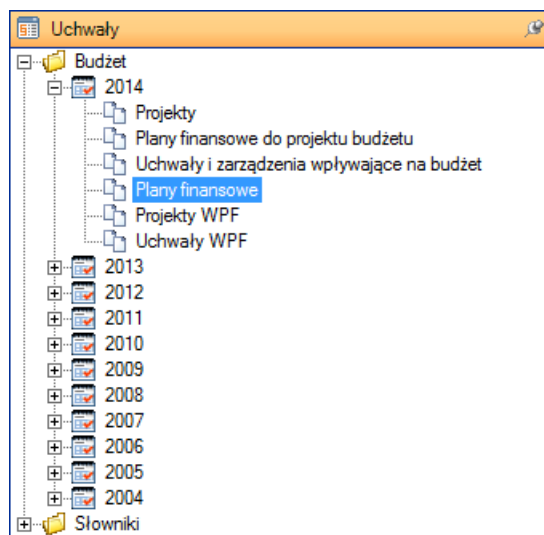 Uchwały
Budżet
2014
Projekty
Plany finansowe do projektu budżetu
Uchwały i zarządzenia wpływające na budżet
Plany finansowe
Projekty WPF
Uchwały WPF
2013
2012
2011
2010
2009
2008
2007
2006
2005
2004
Słowniki